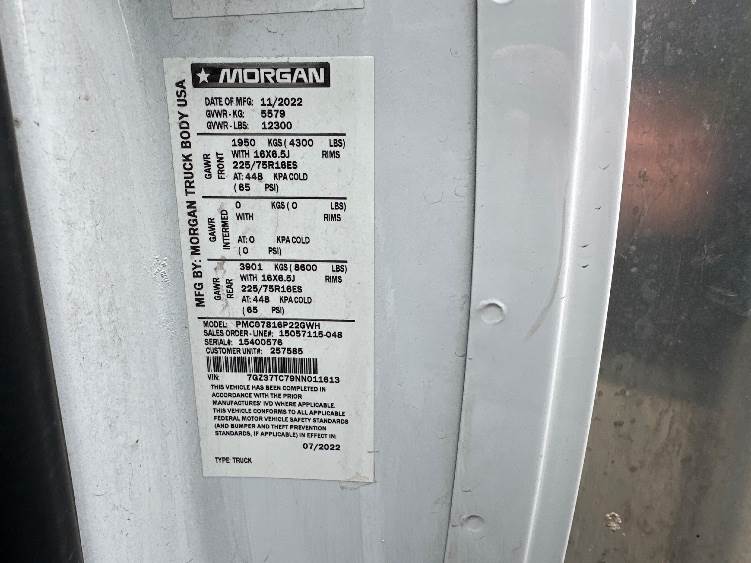 ★ MORGAN
MFG BY: MORGAN TRUCK BODY USA
DATE OF MFG: 11/2022
GVWR - KG: 5579
GVWR - LBS: 12300
GAWR FRONT
1950 KGS ( 4300 LBS)
WITH 16X6.5J RIMS
225/75R16ES
AT: 448 KPA COLD
( 65 PSI)
GAWR INTERMED
0 KGS ( 0 LBS)
WITH RIMS
AT: 0 KPA COLD
( 0 PSI)
GAWR REAR
3901 KGS ( 8600 LBS)
WITH 16X6.5J RIMS
225/75R16ES
AT: 448 KPA COLD
( 65 PSI)
MODEL: PMCG7816P22GWH
SALES ORDER - LINE#: 15057115-048
SERIAL#: 15400576
CUSTOMER UNIT#: 257585
VIN: 7GZ37TC79NN011613
THIS VEHICLE HAS BEEN COMPLETED IN
ACCORDANCE WITH THE PRIOR
MANUFACTURES' IVD WHERE APPLICABLE.
THIS VEHICLE CONFORMS TO ALL APPLICABLE
FEDERAL MOTOR VEHICLE SAFETY STANDARDS
(AND BUMPER AND THEFT PREVENTION
STANDARDS, IF APPLICABLE) IN EFFECT IN:
07/2022
TYPE: TRUCK